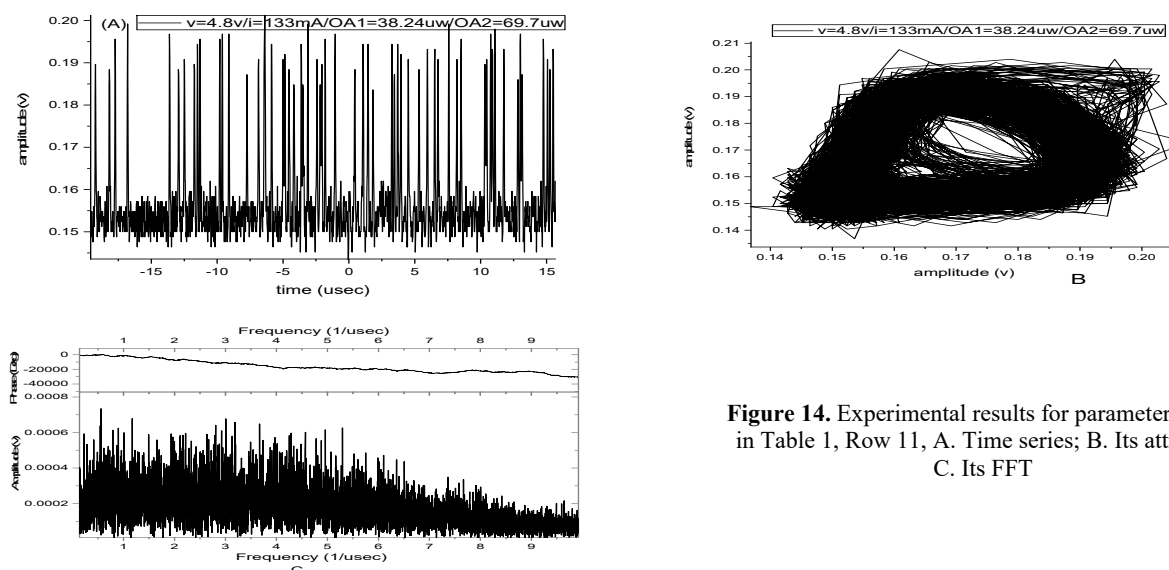 (A) v=4.8v/i=133mA/OA1=38.24uw/OA2=69.7uw
0.20
0.19
0.18
0.17
0.16
0.15
amplitude (v)
-15 -10 -5 0 5 10 15
time (usec)
v=4.8v/i=133mA/OA1=38.24uw/OA2=69.7uw
0.21
0.20
0.19
0.18
0.17
0.16
0.15
0.14
amplitude (v)
0.14 0.15 0.16 0.17 0.18 0.19 0.20
amplitude (v)
B
Frequency (1/usec)
1 2 3 4 5 6 7 8 9
0
-20000
-40000
Phase (Deg)
0.0008
0.0006
0.0004
0.0002
Amplitude (v)
1 2 3 4 5 6 7 8 9
Frequency (1/usec)
Figure 14. Experimental results for parameter
in Table 1, Row 11, A. Time series; B. Its att
C. Its FFT